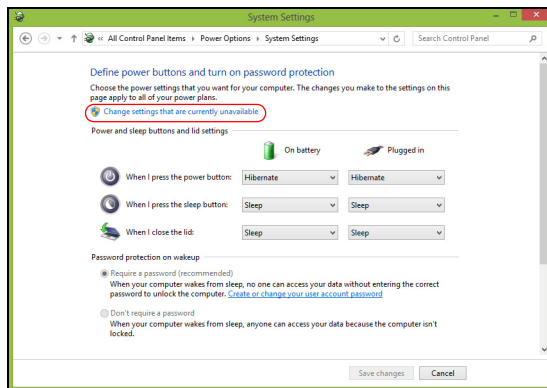 System Settings
« All Control Panel Items ▸ Power Options ▸ System Settings
Search Control Panel
Define power buttons and turn on password protection
Choose the power settings that you want for your computer. The changes you make to the settings on this
page apply to all of your power plans.
Change settings that are currently unavailable
Power and sleep buttons and lid settings
On battery Plugged in
When I press the power button: Hibernate Hibernate
When I press the sleep button: Sleep Sleep
When I close the lid: Sleep Sleep
Password protection on wakeup
Require a password (recommended)
When your computer wakes from sleep, no one can access your data without entering the correct
password to unlock the computer. Create or change your user account password
Don't require a password
When your computer wakes from sleep, anyone can access your data because the computer isn't
locked.
Save changes Cancel